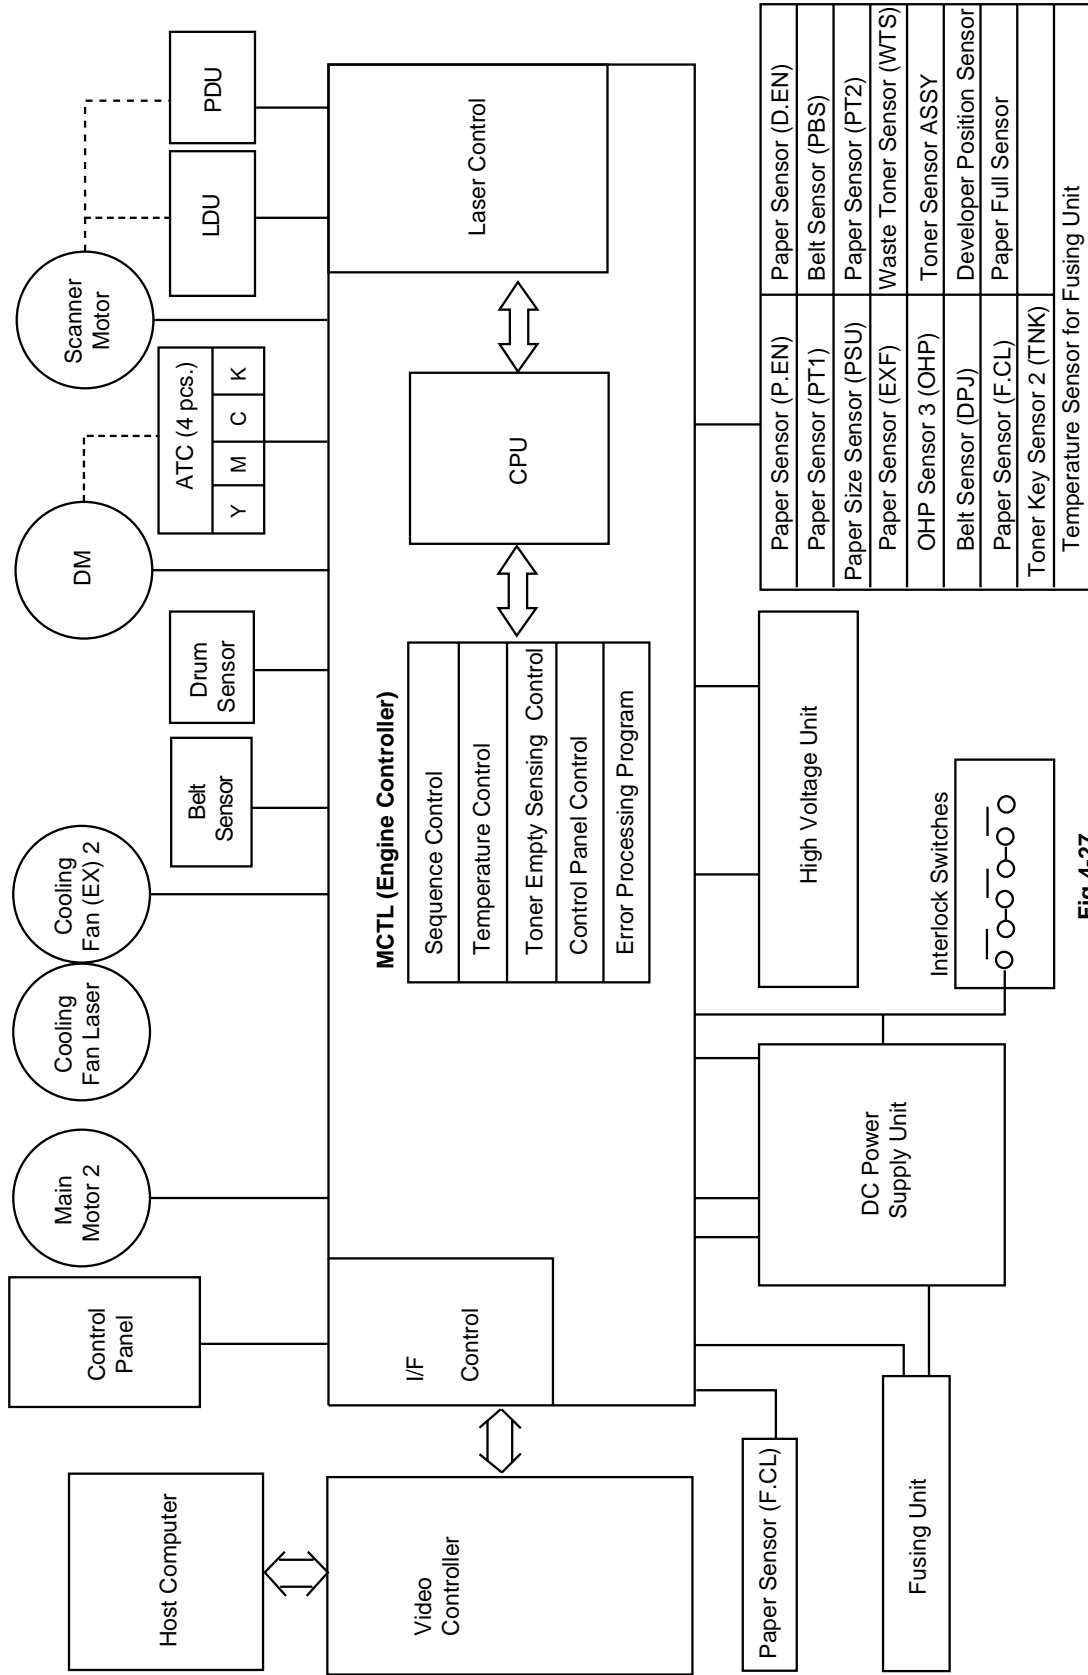 Host Computer
Video
Controller
Control
Panel
Main
Motor 2
Cooling
Fan Laser
Cooling
Fan (EX) 2
Belt
Sensor
Drum
Sensor
DM
ATC (4 pcs.)
Y M C K
Scanner
Motor
LDU
PDU
I/F
Control
MCTL (Engine Controller)
Sequence Control
Temperature Control
Toner Empty Sensing Control
Control Panel Control
Error Processing Program
CPU
Laser Control
Paper Sensor (F.CL)
Fusing Unit
DC Power
Supply Unit
High Voltage Unit
Interlock Switches
Paper Sensor (P.EN) Paper Sensor (D.EN)
Paper Sensor (PT1) Belt Sensor (PBS)
Paper Size Sensor (PSU) Paper Sensor (PT2)
Paper Sensor (EXF) Waste Toner Sensor (WTS)
OHP Sensor 3 (OHP) Toner Sensor ASSY
Belt Sensor (DPJ) Developer Position Sensor
Paper Sensor (F.CL) Paper Full Sensor
Toner Key Sensor 2 (TNK)
Temperature Sensor for Fusing Unit
Fig.4-27